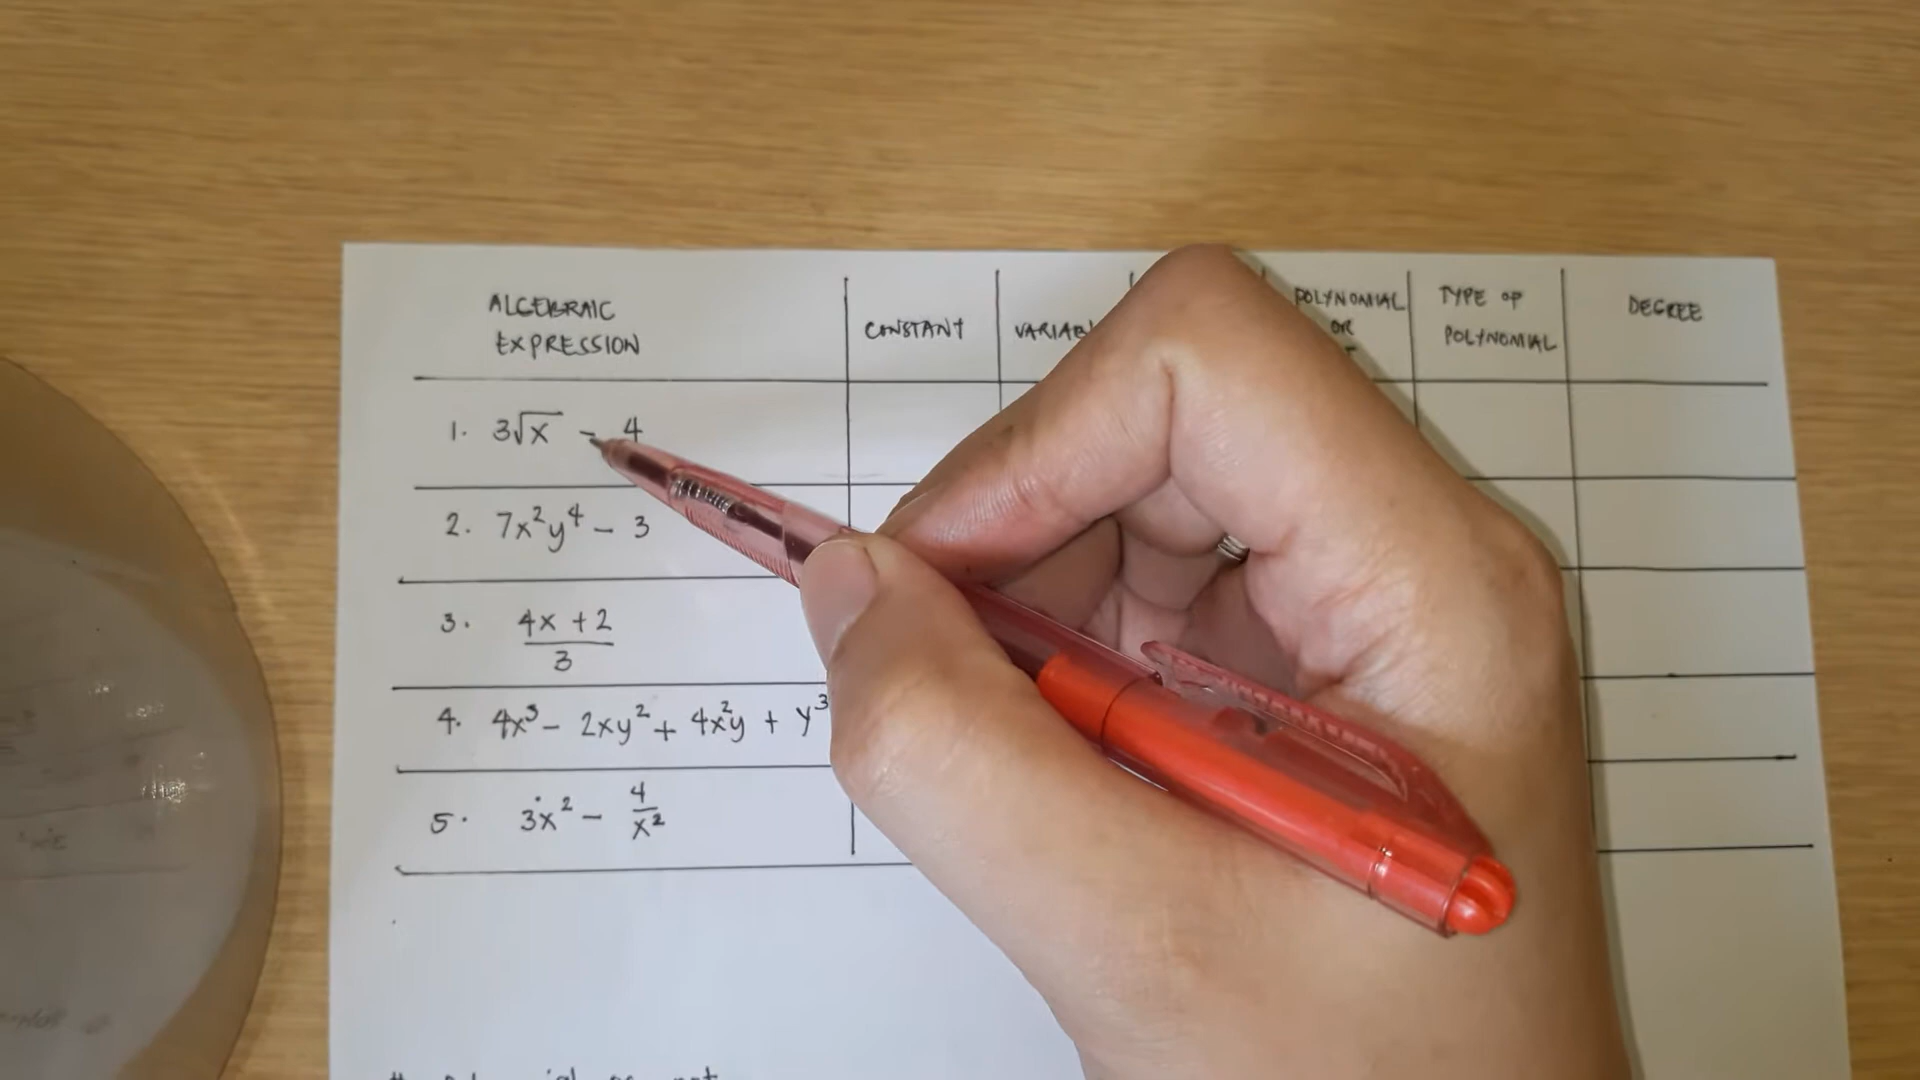 ALGEBRAIC
EXPRESSION
CONSTANT
POLYNOMIAL
OR
TYPE OF
POLYNOMIAL
DEGREE
1. 3√x - 4
2. 7x²y⁴ - 3
3. 4x + 2
3
4. 4x³ - 2xy² + 4x²y + y³
5. 3x² - 4
x²